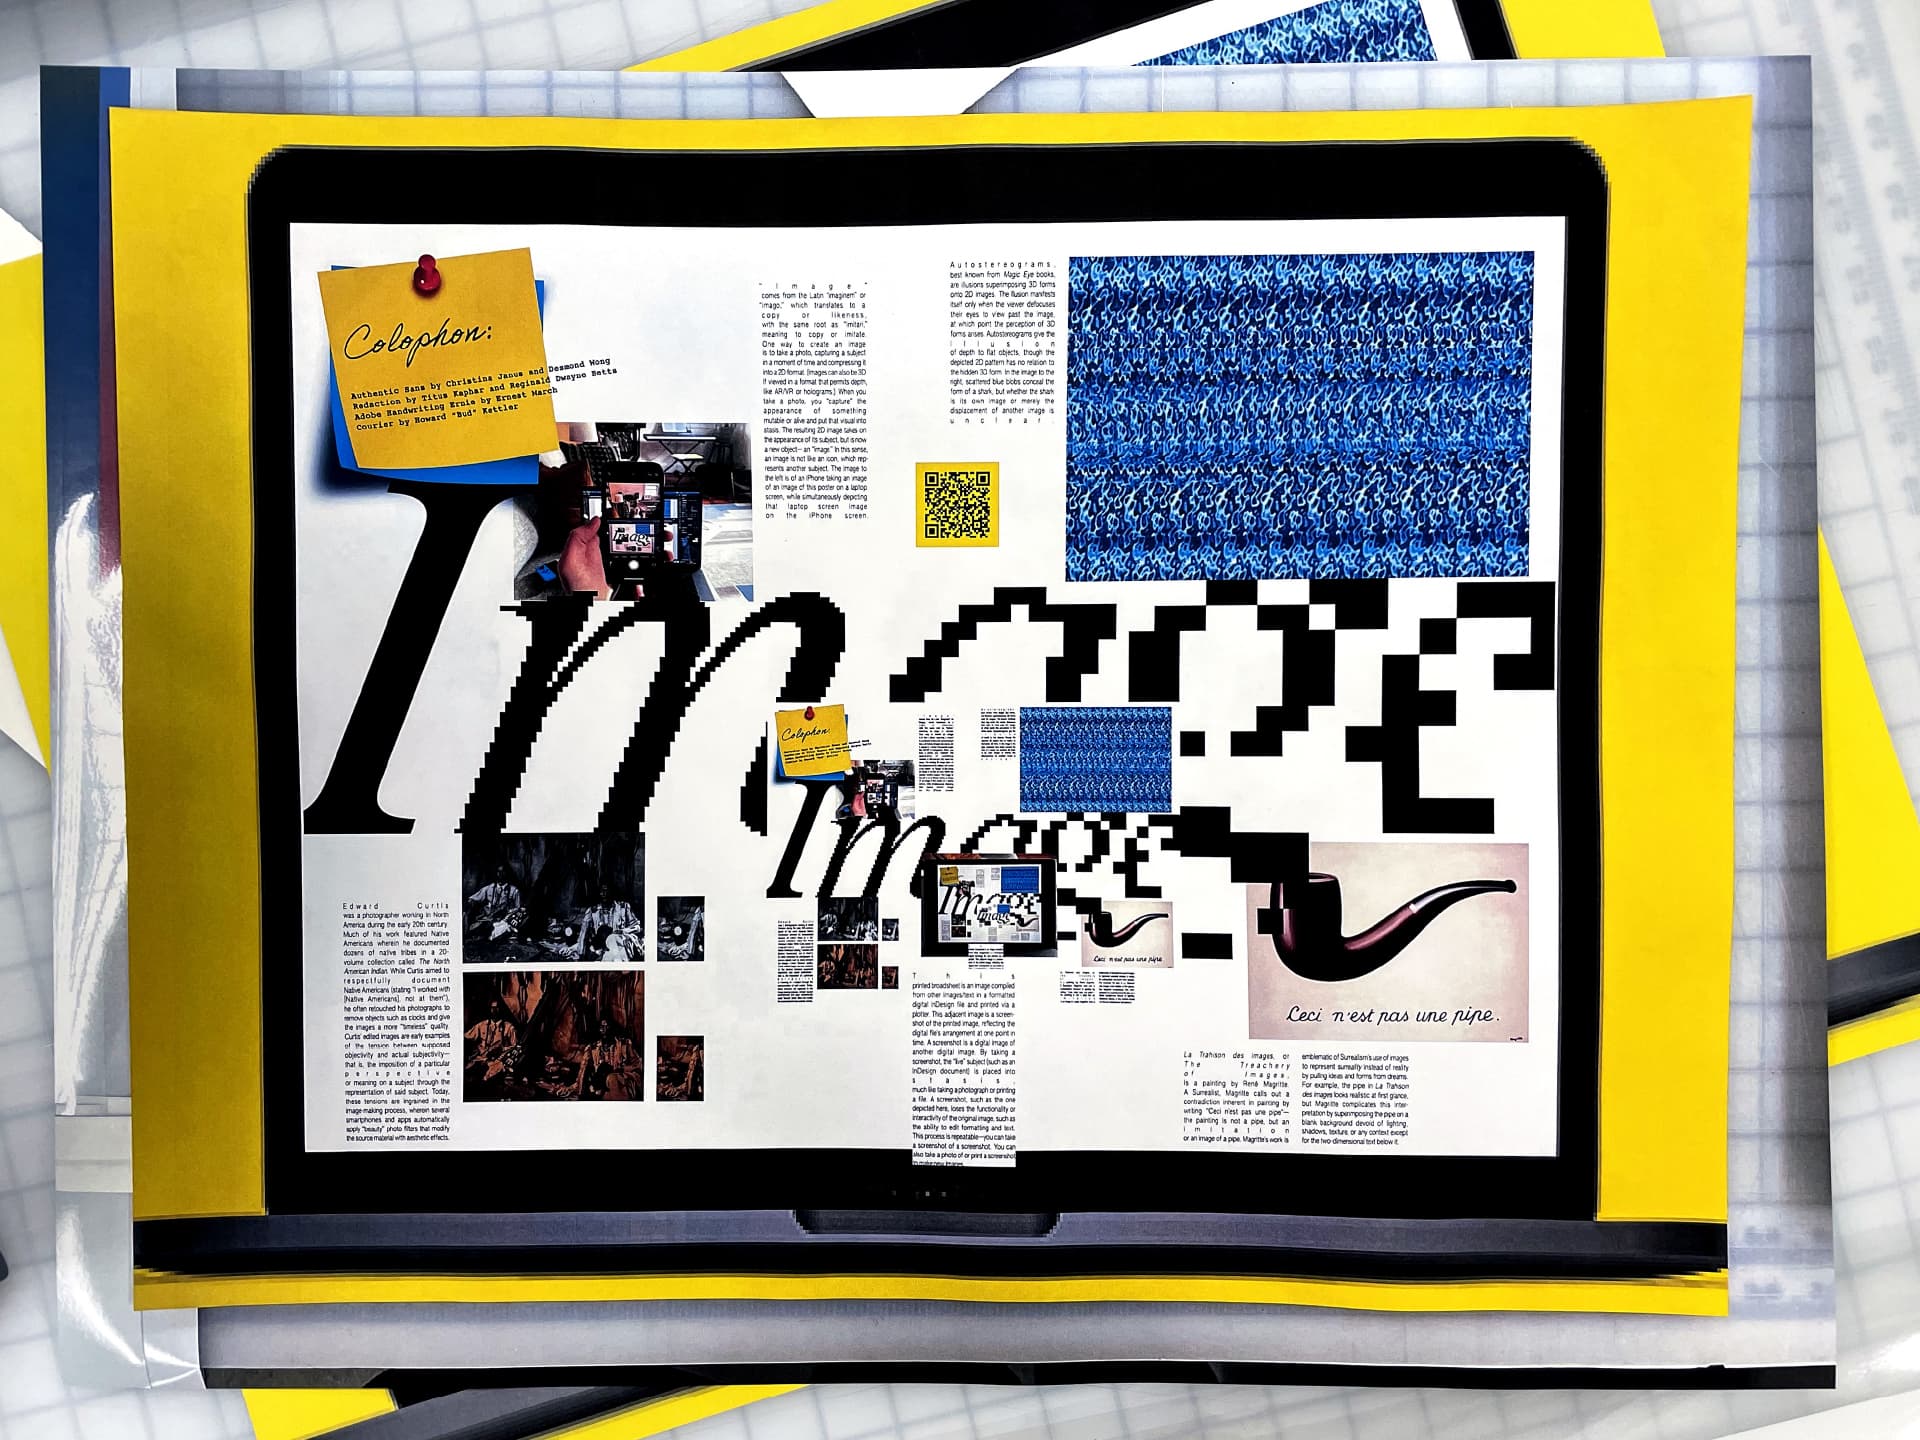 Colophon:
Authentic Sans by Christina Janus and Desmond Wong
Redaction by Titus Kaphar and Reginald Dwayne Betts
Adobe Handwriting Ernie by Ernest March
Courier by Howard "Bud" Kettler
"Image"
comes from the Latin "imaginem" or
"imago," which translates to a
copy or likeness,
with the same root as "imitari,"
meaning to copy or imitate.
One way to create an image
is to take a photo, capturing a subject
in a moment of time and compressing it
into a 2D format. (Images can also be 3D
if viewed in a format that permits depth,
like AR/VR or holograms.) When you
take a photo, you "capture" the
appearance of something
mutable or alive and put that visual into
stasis. The resulting 2D image takes on
the appearance of its subject, but is now
a new object—an "image." In this sense,
an image is not like an icon, which rep-
resents another subject. The image to
the left is of an iPhone taking an image
of an image of this poster on a laptop
screen, while simultaneously depicting
that laptop screen image
on the iPhone screen.
Autostereograms,
best known from Magic Eye books,
are illusions superimposing 3D forms
onto 2D images. The illusion manifests
itself only when the viewer defocuses
their eyes to view past the image,
at which point the perception of 3D
forms arises. Autostereograms give the
illusion
of depth to flat objects, though the
depicted 2D pattern has no relation to
the hidden 3D form. In the image to the
right, scattered blue blobs conceal the
form of a shark, but whether the shark
is its own image or merely the
displacement of another image is
unclear.
Image
Colophon:
Image
Image
Ceci n'est pas une pipe.
Edward Curtis
was a photographer working in North
America during the early 20th century.
Much of his work featured Native
Americans wherein he documented
dozens of native tribes in a 20-
volume collection called The North
American Indian. While Curtis aimed to
respectfully document
Native Americans (stating "I worked with
[Native Americans], not at them"),
he often retouched his photographs to
remove objects such as clocks and give
the images a more "timeless" quality.
Curtis' edited images are early examples
of the tension between supposed
objectivity and actual subjectivity—
that is, the imposition of a particular
perspective
or meaning on a subject through the
representation of said subject. Today,
these tensions are ingrained in the
image-making process, wherein several
smartphones and apps automatically
apply "beauty" photo filters that modify
the source material with aesthetic effects.
This
printed broadsheet is an image compiled
from other images/text in a formatted
digital InDesign file and printed via a
plotter. This adjacent image is a screen-
shot of the printed image, reflecting the
digital file's arrangement at one point in
time. A screenshot is a digital image of
another digital image. By taking a
screenshot, the "live" subject (such as an
InDesign document) is placed into
stasis,
much like taking a photograph or printing
a file. A screenshot, such as the one
depicted here, loses the functionality or
interactivity of the original image, such as
the ability to edit formatting and text.
This process is repeatable—you can take
a screenshot of a screenshot. You can
also take a photo of or print a screenshot
to make new images.
Ceci n'est pas une pipe.
La Trahison des images, or
The Treachery
of Images,
is a painting by René Magritte.
A Surrealist, Magritte calls out a
contradiction inherent in painting by
writing "Ceci n'est pas une pipe"—
the painting is not a pipe, but an
imitation
or an image of a pipe. Magritte's work is
emblematic of Surrealism's use of images
to represent surreality instead of reality
by pulling ideas and forms from dreams.
For example, the pipe in La Trahison
des images looks realistic at first glance,
but Magritte complicates this inter-
pretation by superimposing the pipe on a
blank background devoid of lighting,
shadows, texture, or any context except
for the two-dimensional text below it.